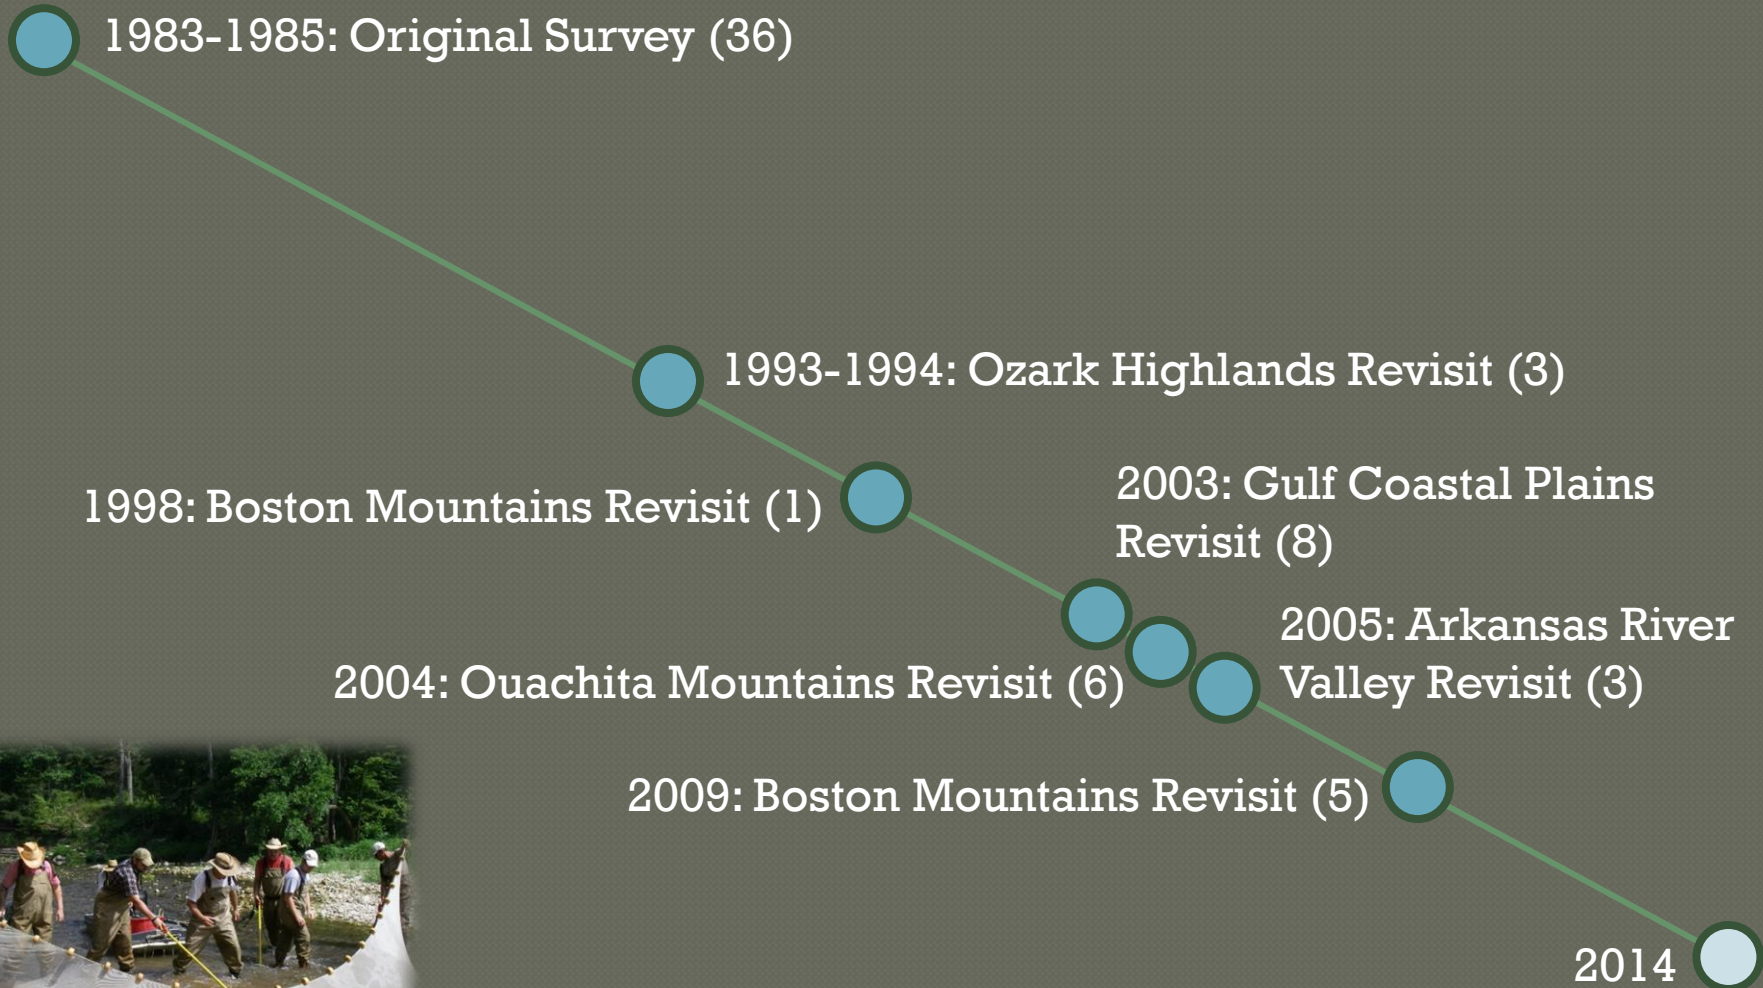 1983-1985: Original Survey (36)
1993-1994: Ozark Highlands Revisit (3)
1998: Boston Mountains Revisit (1)
2003: Gulf Coastal Plains
Revisit (8)
2004: Ouachita Mountains Revisit (6)
2005: Arkansas River
Valley Revisit (3)
2009: Boston Mountains Revisit (5)
2014